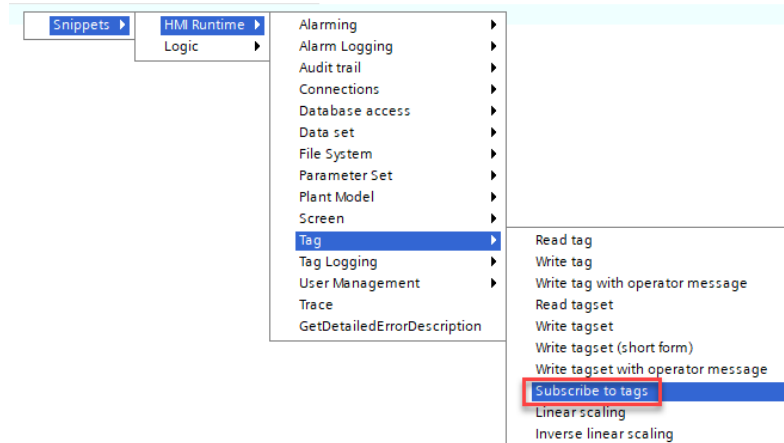 Snippets
HMI Runtime
Logic
Alarming
Alarm Logging
Audit trail
Connections
Database access
Data set
File System
Parameter Set
Plant Model
Screen
Tag
Tag Logging
User Management
Trace
GetDetailedErrorDescription
Read tag
Write tag
Write tag with operator message
Read tagset
Write tagset
Write tagset (short form)
Write tagset with operator message
Subscribe to tags
Linear scaling
Inverse linear scaling